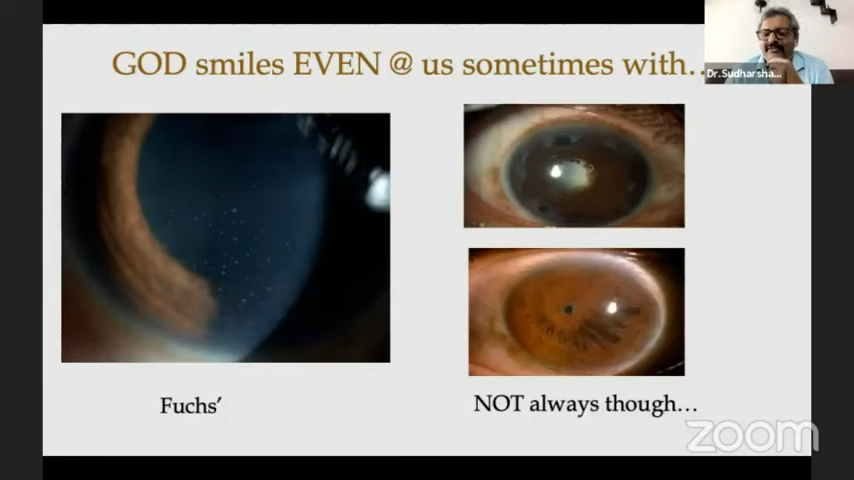 GOD smiles EVEN @ us sometimes with..
Dr.Sudharsha...
Fuchs'
NOT always though...
zoom